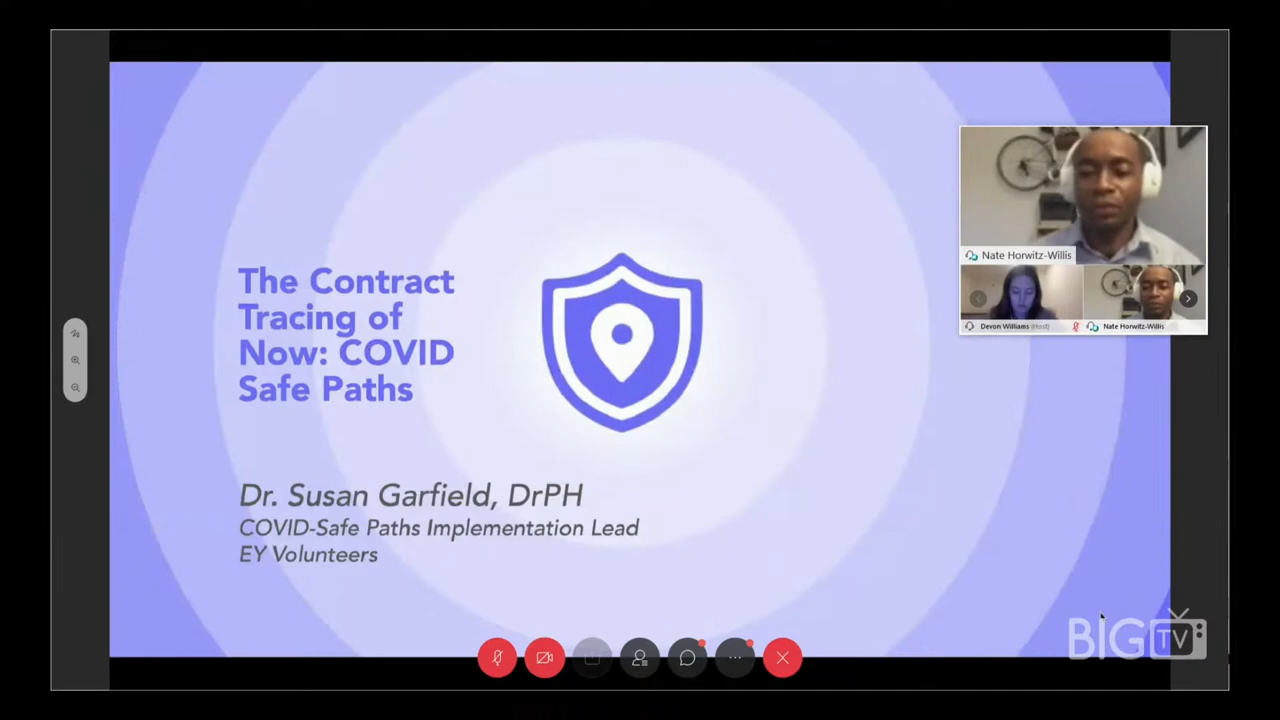 The Contract
Tracing of
Now: COVID
Safe Paths
Dr. Susan Garfield, DrPH
COVID-Safe Paths Implementation Lead
EY Volunteers
Nate Horwitz-Willis
Devon Williams (Host)
Nate Horwitz-Willis
BIG TV